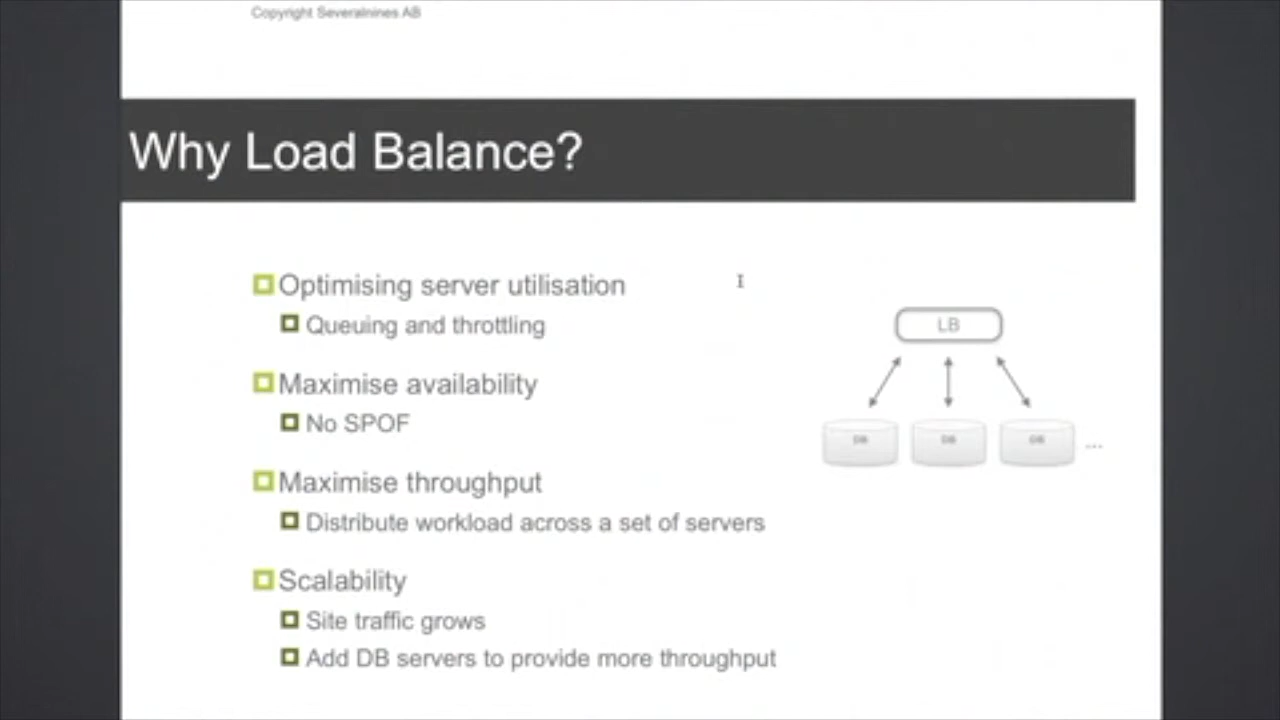 Copyright Severalnines AB
Why Load Balance?
Optimising server utilisation
Queuing and throttling
Maximise availability
No SPOF
Maximise throughput
Distribute workload across a set of servers
Scalability
Site traffic grows
Add DB servers to provide more throughput
LB
DB DB DB ...